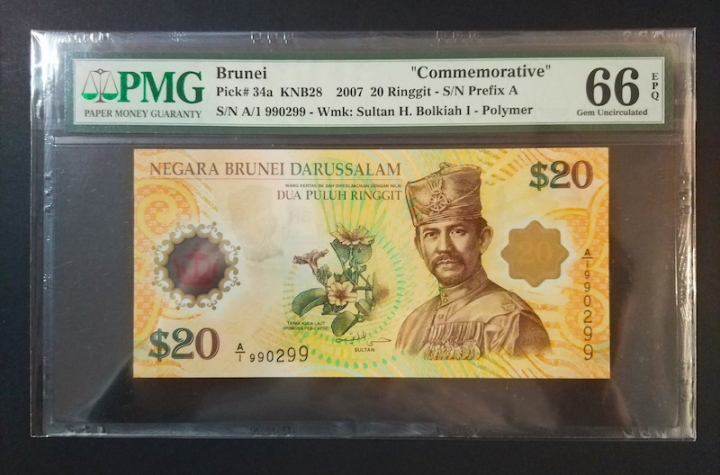 PMG
PAPER MONEY GUARANTY
Brunei "Commemorative"
Pick# 34a KNB28 2007 20 Ringgit - S/N Prefix A
S/N A/1 990299 - Wmk: Sultan H. Bolkiah I - Polymer
66 EPQ
Gem Uncirculated
NEGARA BRUNEI DARUSSALAM
DUA PULUH RINGGIT
$20
20
A/1 990299
SULTAN
$20
A/1 990299